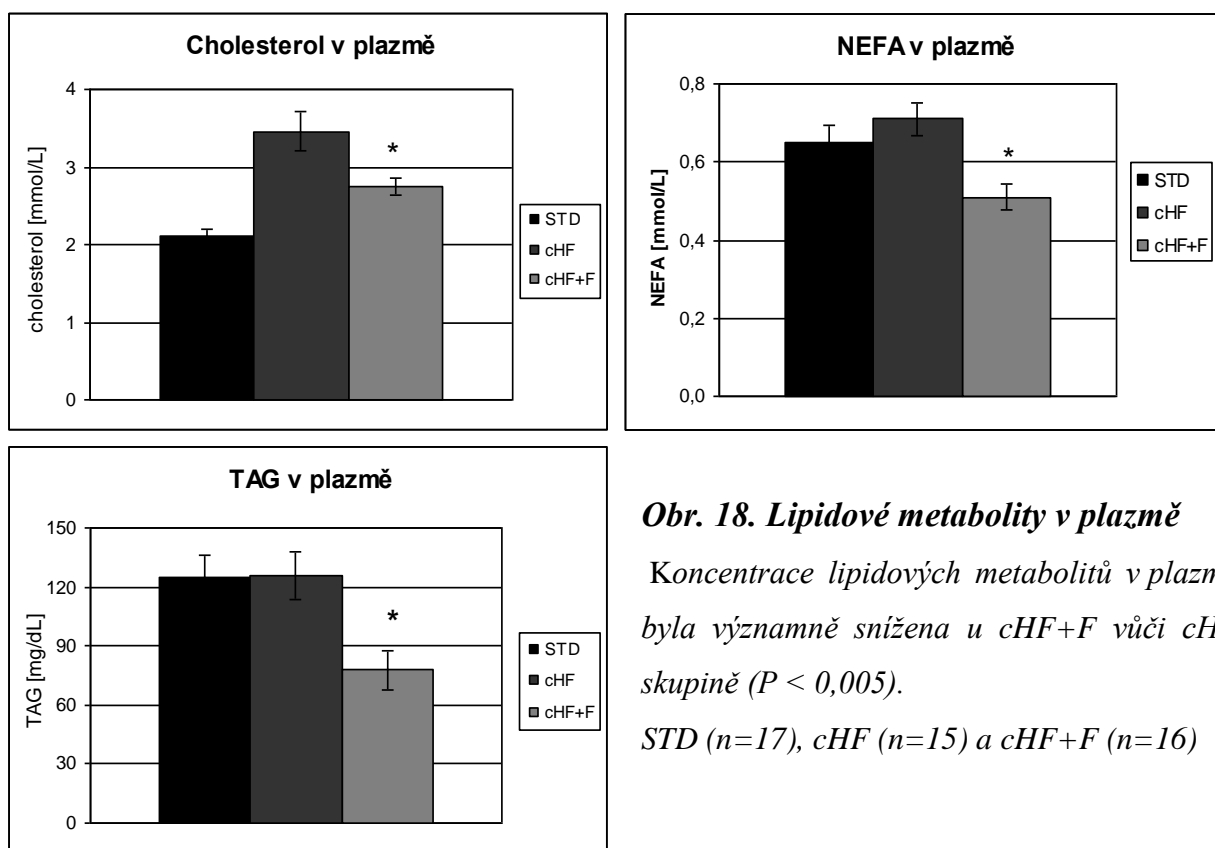 Cholesterol v plazmě
4
3
2
1
0
cholesterol [mmol/L]
*
STD
cHF
cHF+F
NEFA v plazmě
0,8
0,6
0,4
0,2
0,0
NEFA [mmol/L]
*
STD
cHF
cHF+F
TAG v plazmě
150
120
90
60
30
0
TAG [mg/dL]
*
STD
cHF
cHF+F
Obr. 18. Lipidové metabolity v plazmě
Koncentrace lipidových metabolitů v plazm
byla významně snížena u cHF+F vůči cH
skupině (P < 0,005).
STD (n=17), cHF (n=15) a cHF+F (n=16)